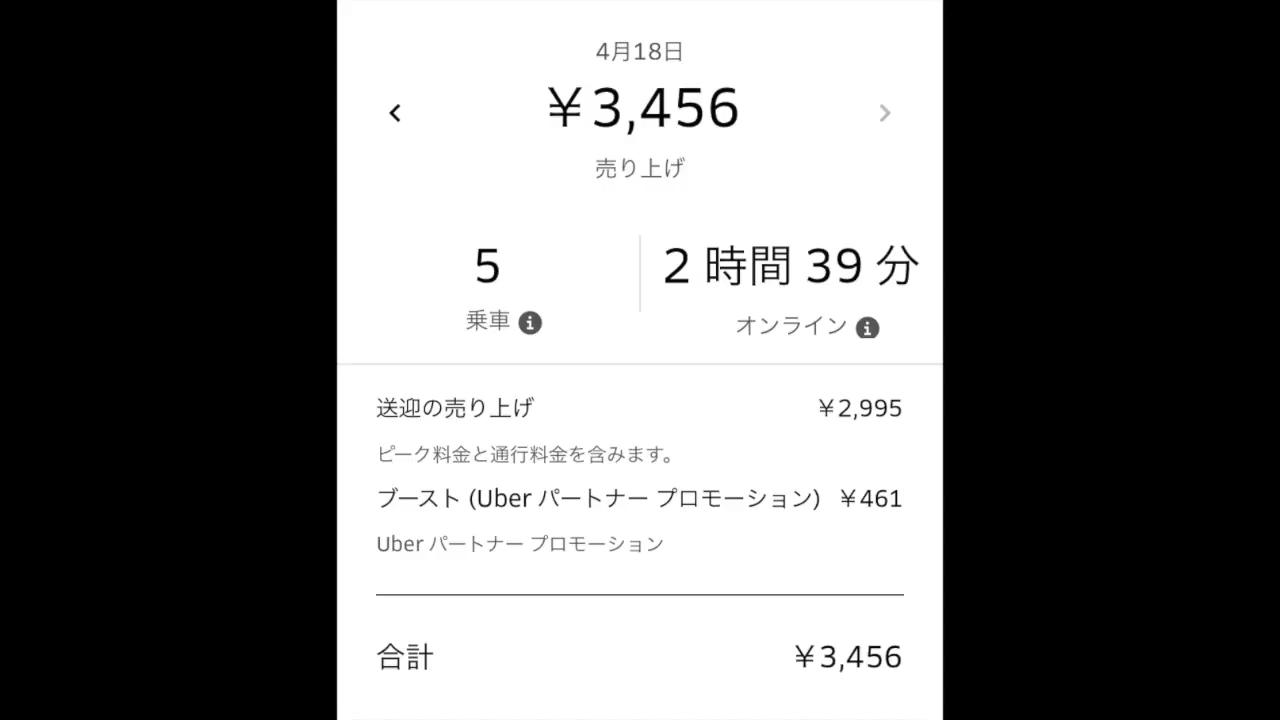 4月18日
￥3,456
売り上げ
5
乗車
2 時間 39 分
オンライン
送迎の売り上げ ￥2,995
ピーク料金と通行料金を含みます。
ブースト (Uber パートナー プロモーション) ￥461
Uber パートナー プロモーション
合計 ￥3,456